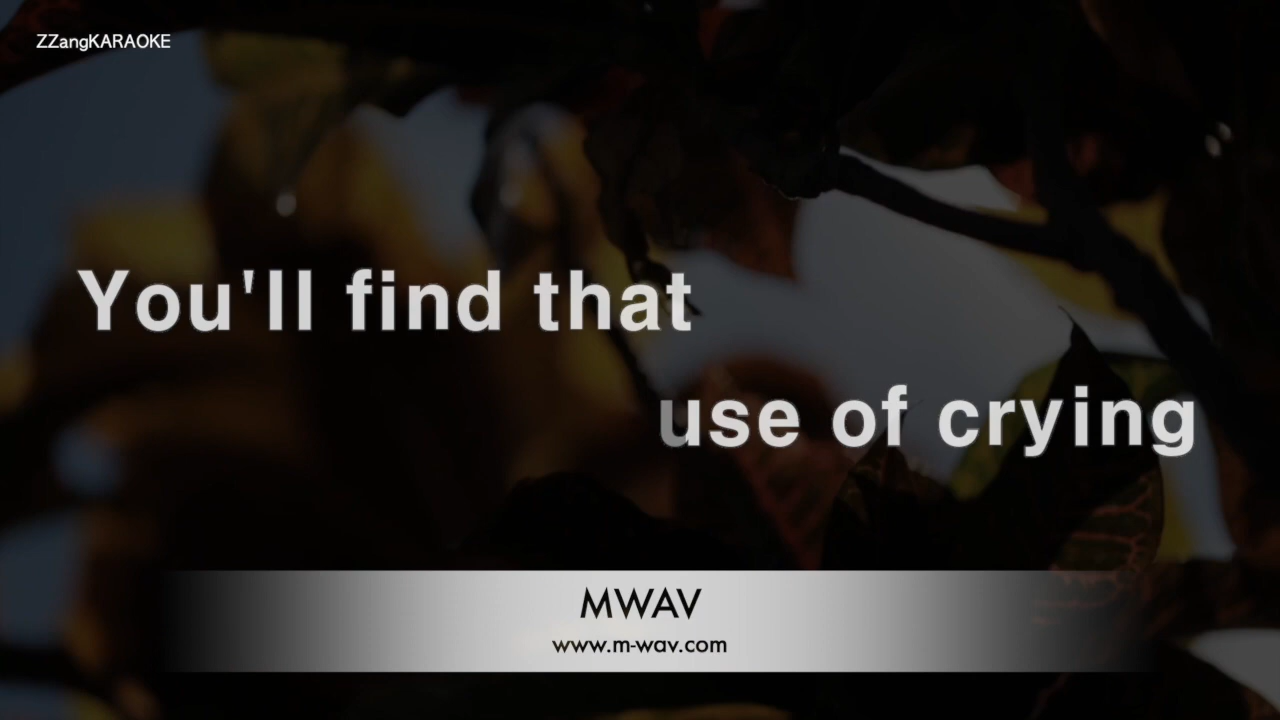 ZZangKARAOKE
You'll find that
use of crying
MWAV
www.m-wav.com